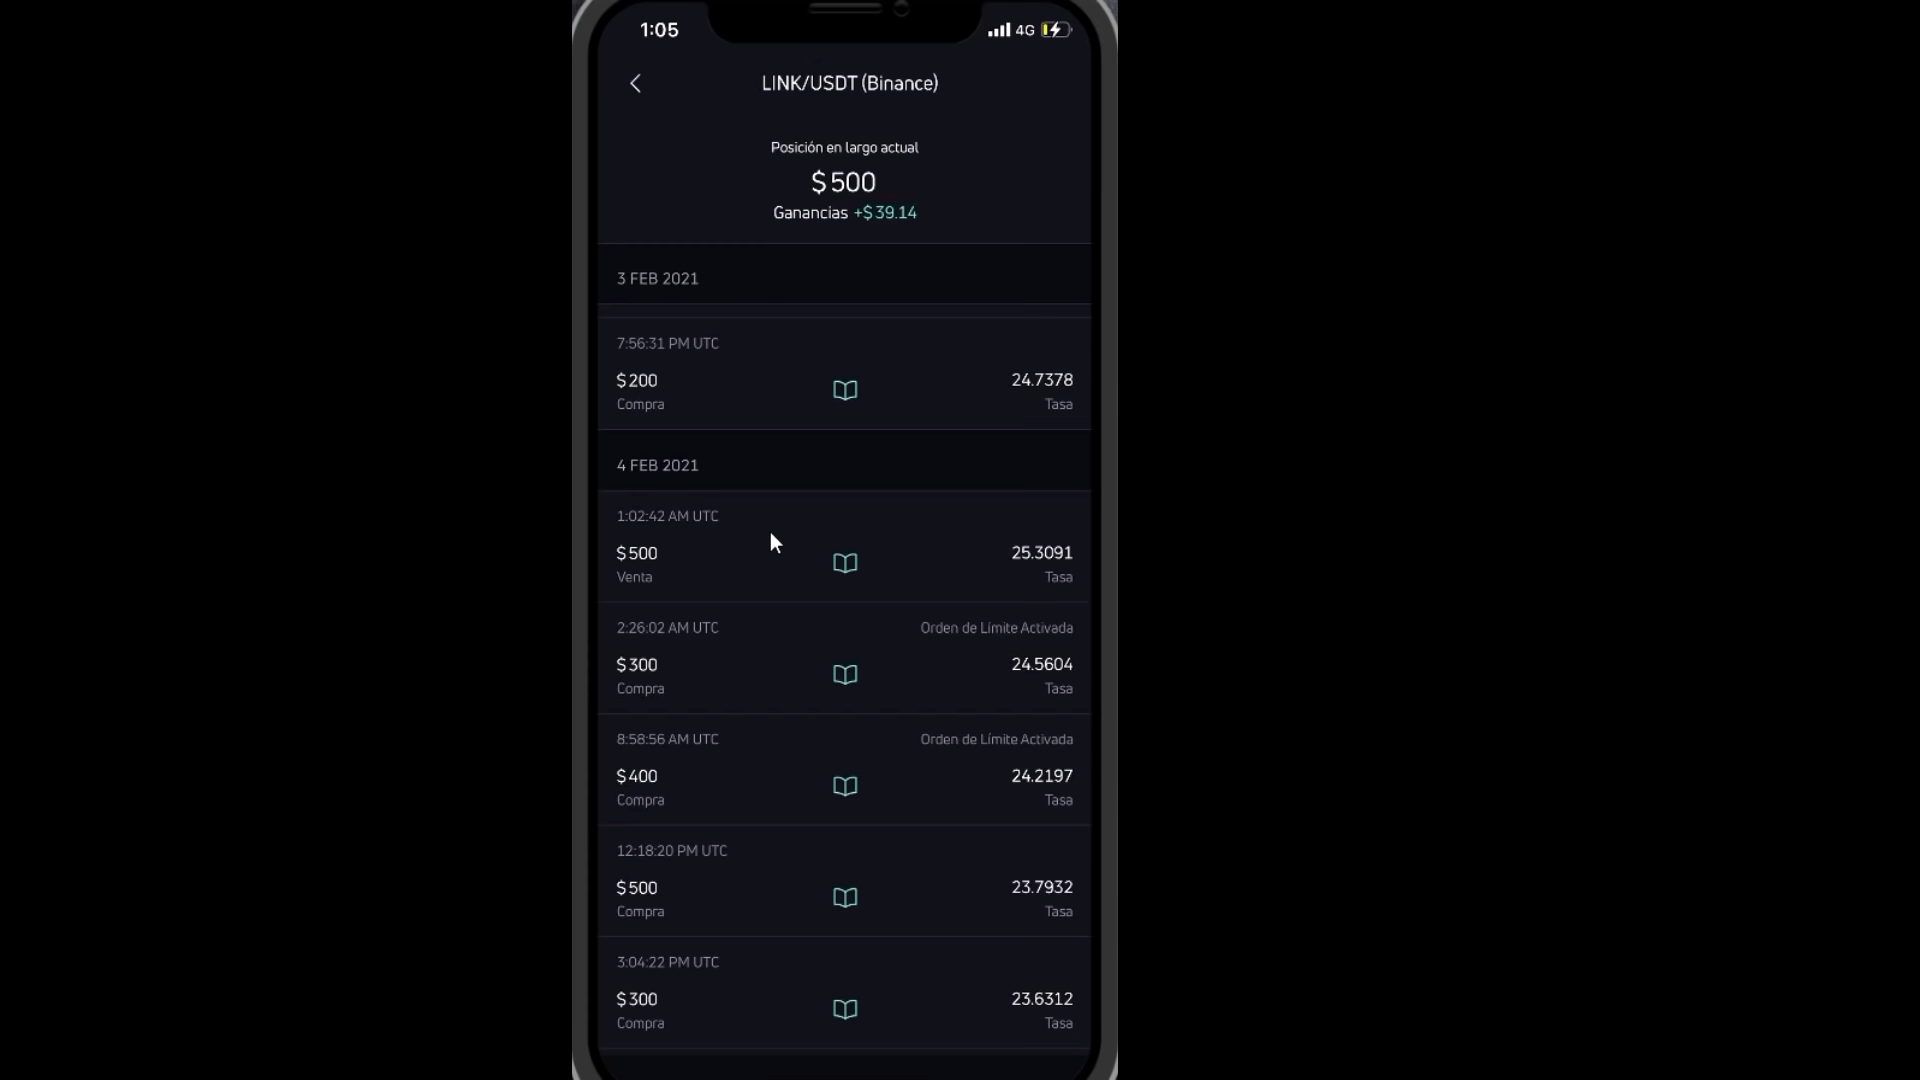 1:05
4G
LINK/USDT (Binance)
Posición en largo actual
$500
Ganancias +$39.14
3 FEB 2021
7:56:31 PM UTC
$200
24.7378
Compra
Tasa
4 FEB 2021
1:02:42 AM UTC
$500
25.3091
Venta
Tasa
2:26:02 AM UTC
Orden de Límite Activada
$300
24.5604
Compra
Tasa
8:58:56 AM UTC
Orden de Límite Activada
$400
24.2197
Compra
Tasa
12:18:20 PM UTC
$500
23.7932
Compra
Tasa
3:04:22 PM UTC
$300
23.6312
Compra
Tasa